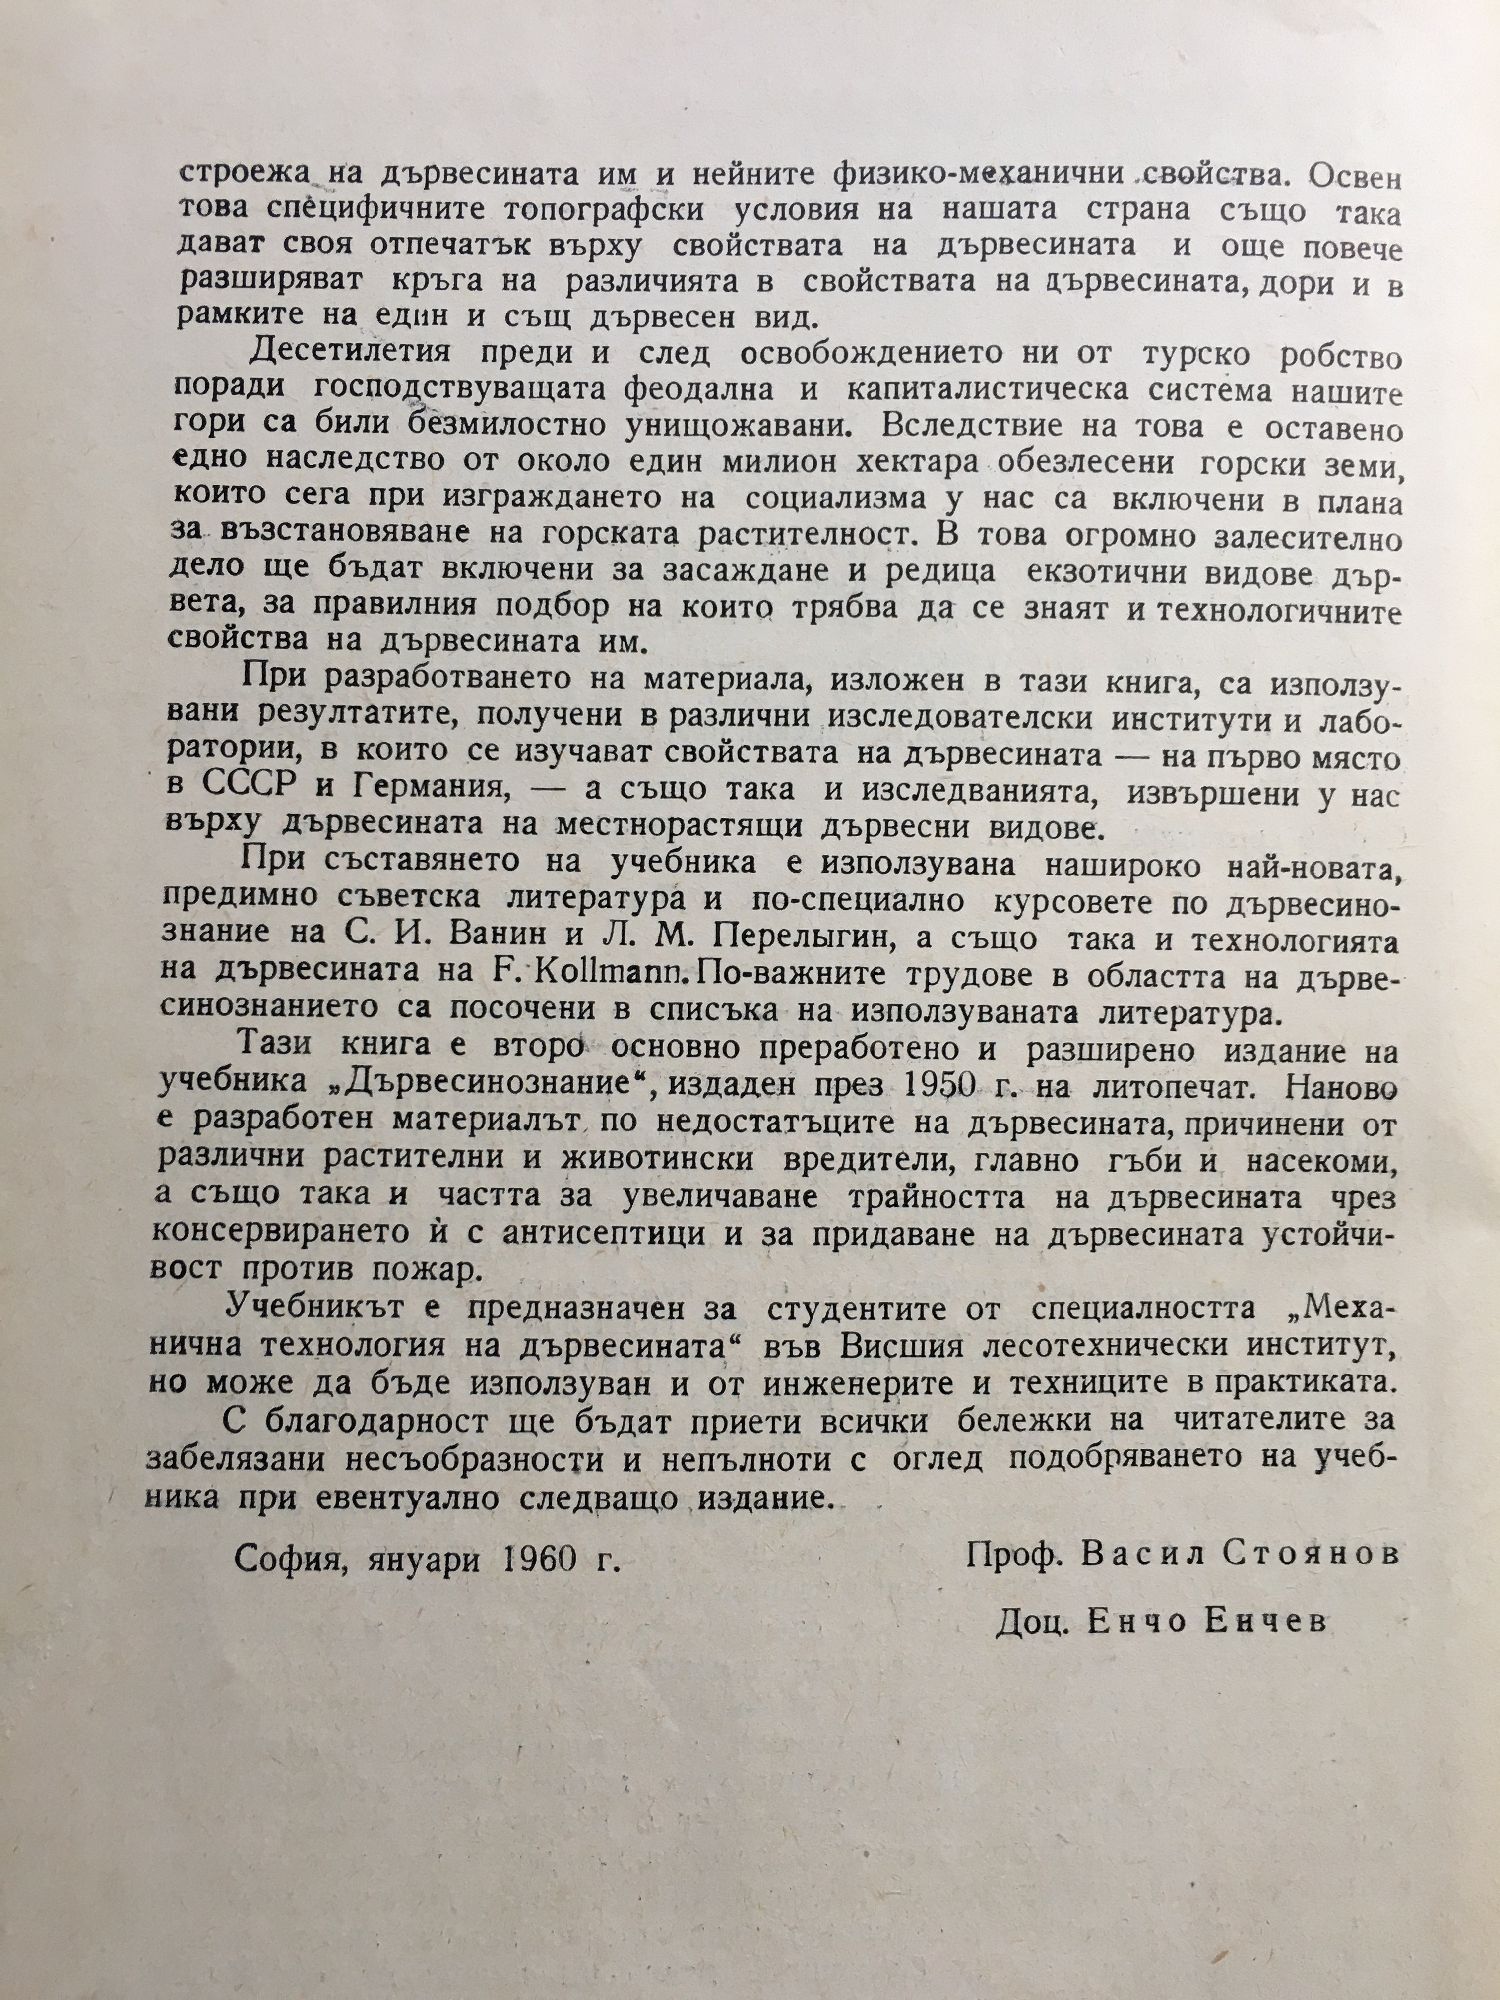 строежа на дървесината им и нейните физико-механични свойства. Освен
това специфичните топографски условия на нашата страна също така
дават своя отпечатък върху свойствата на дървесината и още повече
разширяват кръга на различията в свойствата на дървесината, дори и в
рамките на един и същ дървесен вид.
Десетилетия преди и след освобождението ни от турско робство
поради господствуващата феодална и капиталистическа система нашите
гори са били безмилостно унищожавани. Вследствие на това е оставено
едно наследство от около един милион хектара обезлесени горски земи,
които сега при изграждането на социализма у нас са включени в плана
за възстановяване на горската растителност. В това огромно залесително
дело ще бъдат включени за засаждане и редица екзотични видове дър-
вета, за правилния подбор на които трябва да се знаят и технологичните
свойства на дървесината им.
При разработването на материала, изложен в тази книга, са използу-
вани резултатите, получени в различни изследователски институти и лабо-
ратории, в които се изучават свойствата на дървесината — на първо място
в СССР и Германия, — а също така и изследванията, извършени у нас
върху дървесината на местнорастящи дървесни видове.
При съставянето на учебника е използувана нашироко най-новата,
предимно съветска литература и по-специално курсовете по дървесино-
знание на С. И. Ванин и Л. М. Перелыгин, а също така и технологията
на дървесината на F. Kollmann. По-важните трудове в областта на дърве-
синознанието са посочени в списъка на използуваната литература.
Тази книга е второ основно преработено и разширено издание на
учебника „Дървесинознание“, издаден през 1950 г. на литопечат. Наново
е разработен материалът по недостатъците на дървесината, причинени от
различни растителни и животински вредители, главно гъби и насекоми,
а също така и частта за увеличаване трайността на дървесината чрез
консервирането ѝ с антисептици и за придаване на дървесината устойчи-
вост против пожар.
Учебникът е предназначен за студентите от специалността „Меха-
нична технология на дървесината“ във Висшия лесотехнически институт,
но може да бъде използуван и от инженерите и техниците в практиката.
С благодарност ще бъдат приети всички бележки на читателите за
забелязани несъобразности и непълноти с оглед подобряването на учеб-
ника при евентуално следващо издание.
София, януари 1960 г. Проф. Васил Стоянов
Доц. Енчо Енчев